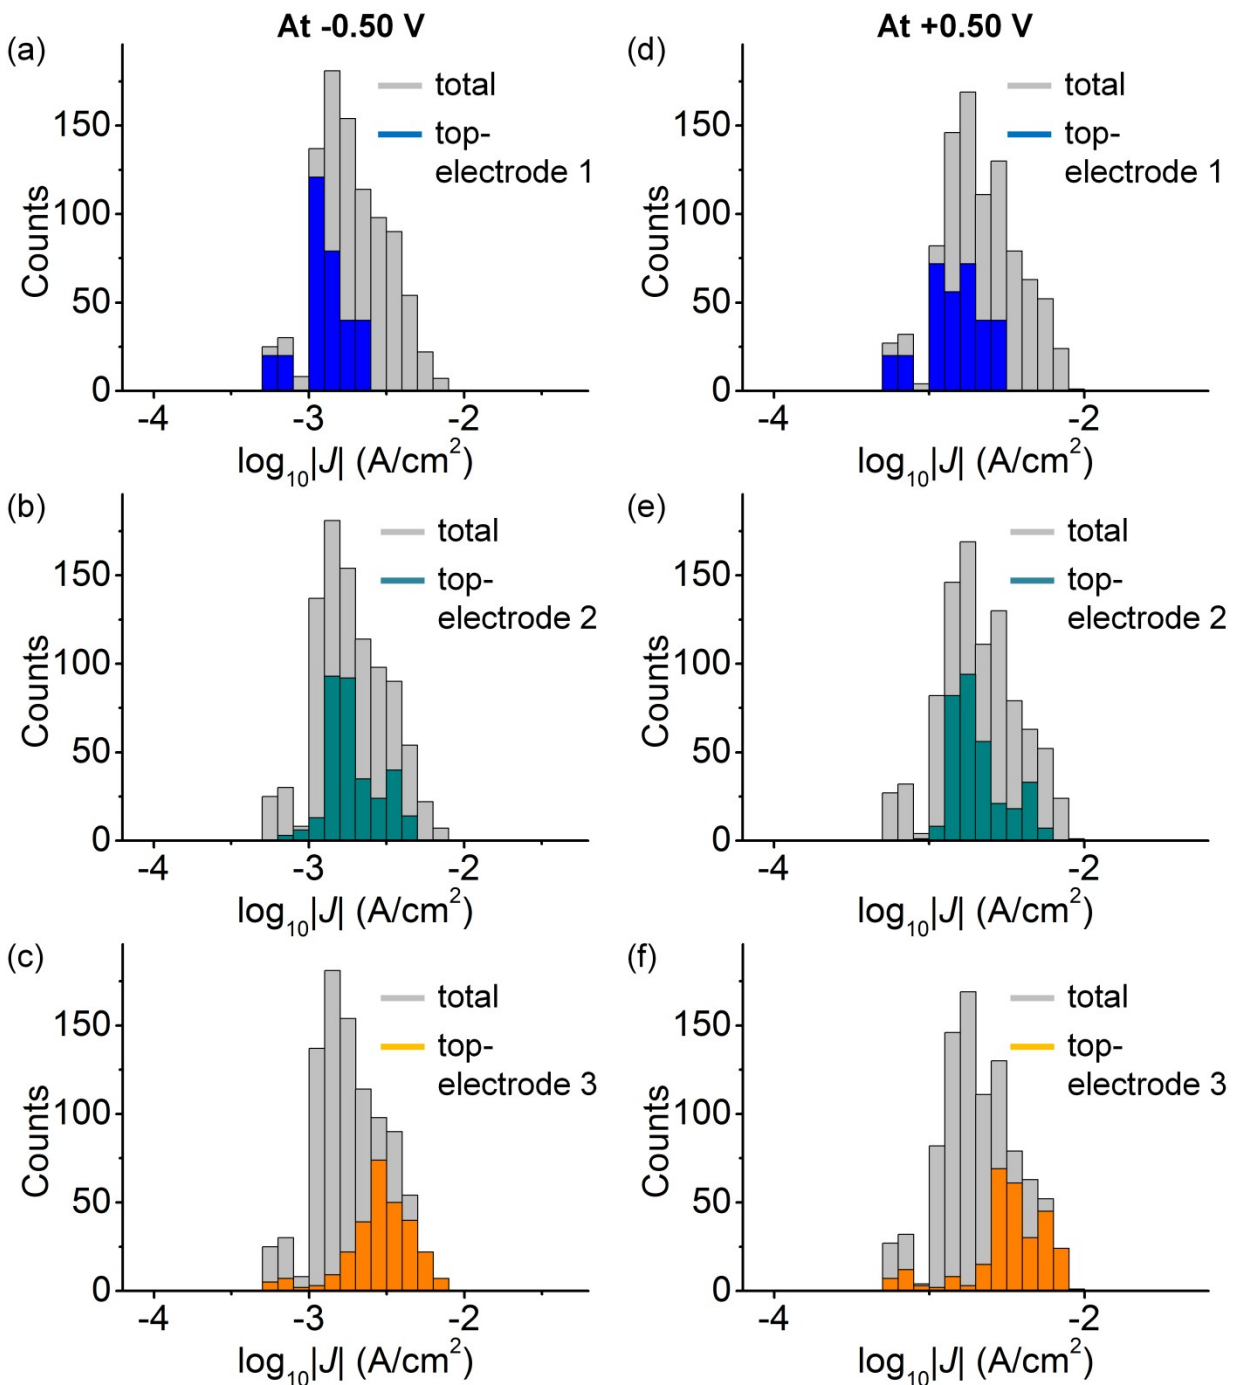 At -0.50 V
(a)
total
top-
electrode 1
150
100
50
0
Counts
-4
-3
-2
log₁₀|J| (A/cm²)
At +0.50 V
(d)
total
top-
electrode 1
150
100
50
0
Counts
-4
-2
log₁₀|J| (A/cm²)
(b)
total
top-
electrode 2
150
100
50
0
Counts
-4
-3
-2
log₁₀|J| (A/cm²)
(e)
total
top-
electrode 2
150
100
50
0
Counts
-4
-2
log₁₀|J| (A/cm²)
(c)
total
top-
electrode 3
150
100
50
0
Counts
-4
-3
-2
log₁₀|J| (A/cm²)
(f)
total
top-
electrode 3
150
100
50
0
Counts
-4
-2
log₁₀|J| (A/cm²)